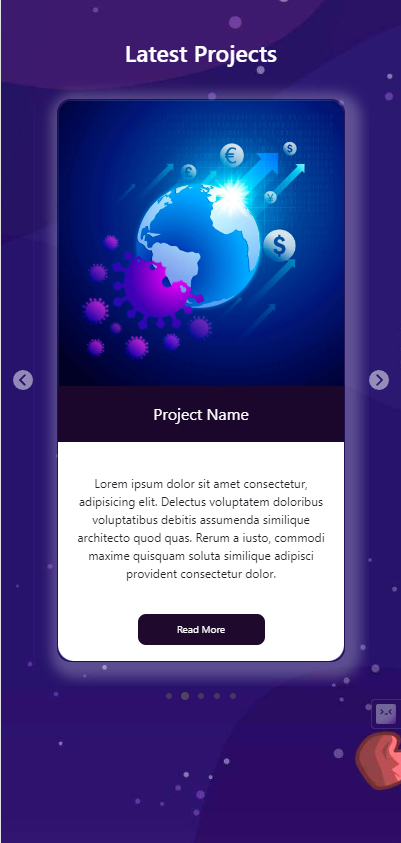 Latest Projects
€
$
$
¥
$
Project Name
Lorem ipsum dolor sit amet consectetur,
adipisicing elit. Delectus voluptatem doloribus
voluptatibus debitis assumenda similique
architecto quod quas. Rerum a iusto, commodi
maxime quisquam soluta similique adipisci
provident consectetur dolor.
Read More